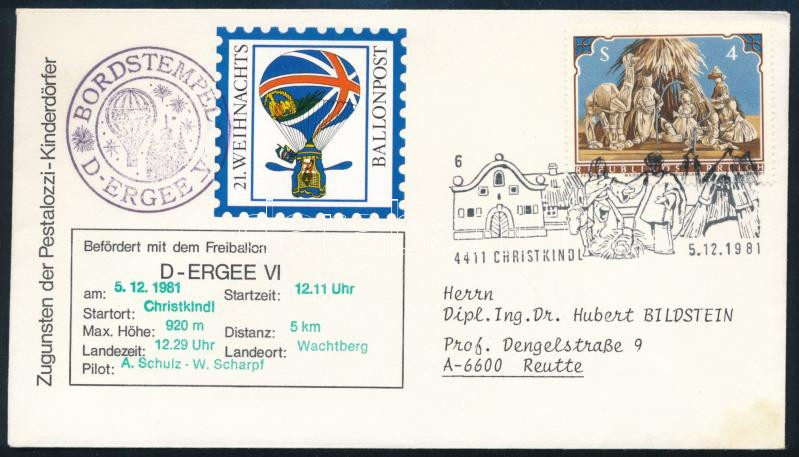 Zugunsten der Pestalozzi-Kinderdörfer
BORDSTEMPEL
D-ERGEE V
21. WEIHNACHTS
BALLONPOST
S 4
REPUBLIK ÖSTERREICH
6
4411 CHRISTKINDL
5.12.1981
Befördert mit dem Freiballon
D-ERGEE VI
am: 5. 12. 1981 Startzeit: 12.11 Uhr
Startort: Christkindl
Max. Höhe: 920 m Distanz: 5 km
Landezeit: 12.29 Uhr Landeort: Wachtberg
Pilot: A. Schulz - W. Scharpf
Herrn
Dipl.Ing.Dr. Hubert BILDSTEIN
Prof. Dengelstraße 9
A-6600 Reutte